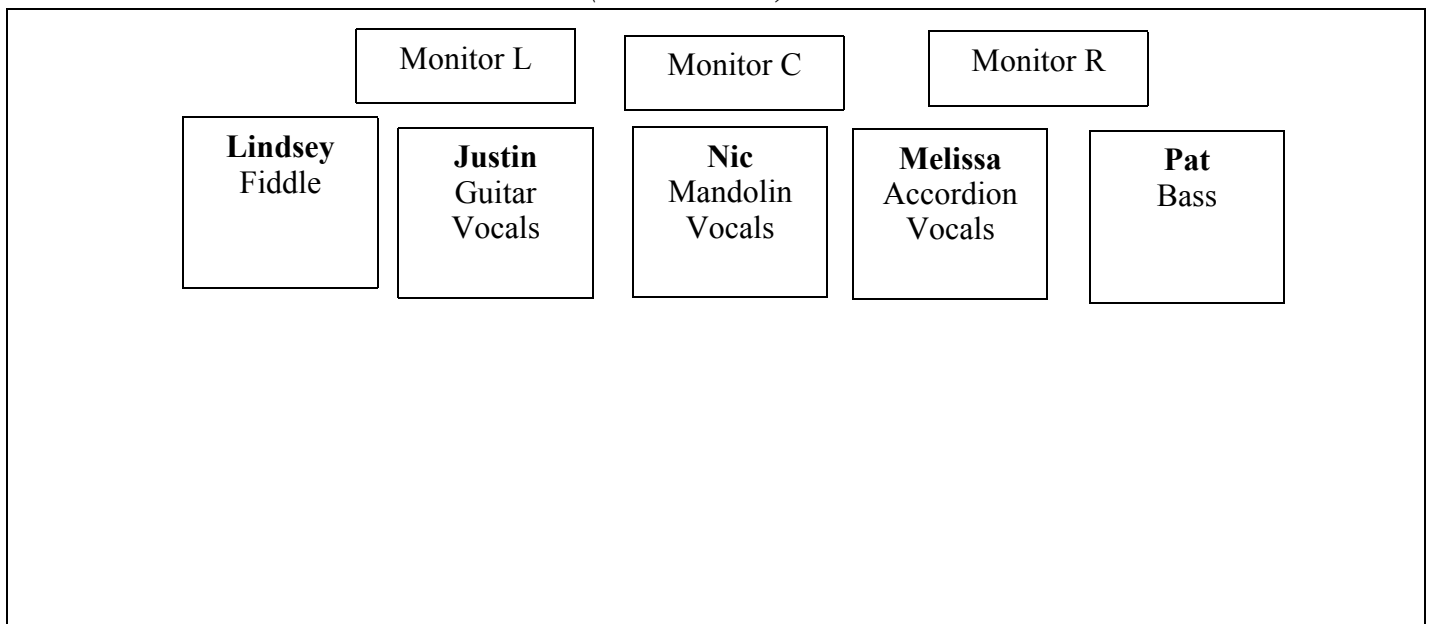 Monitor L
Monitor C
Monitor R
Lindsey
Fiddle
Justin
Guitar
Vocals
Nic
Mandolin
Vocals
Melissa
Accordion
Vocals
Pat
Bass